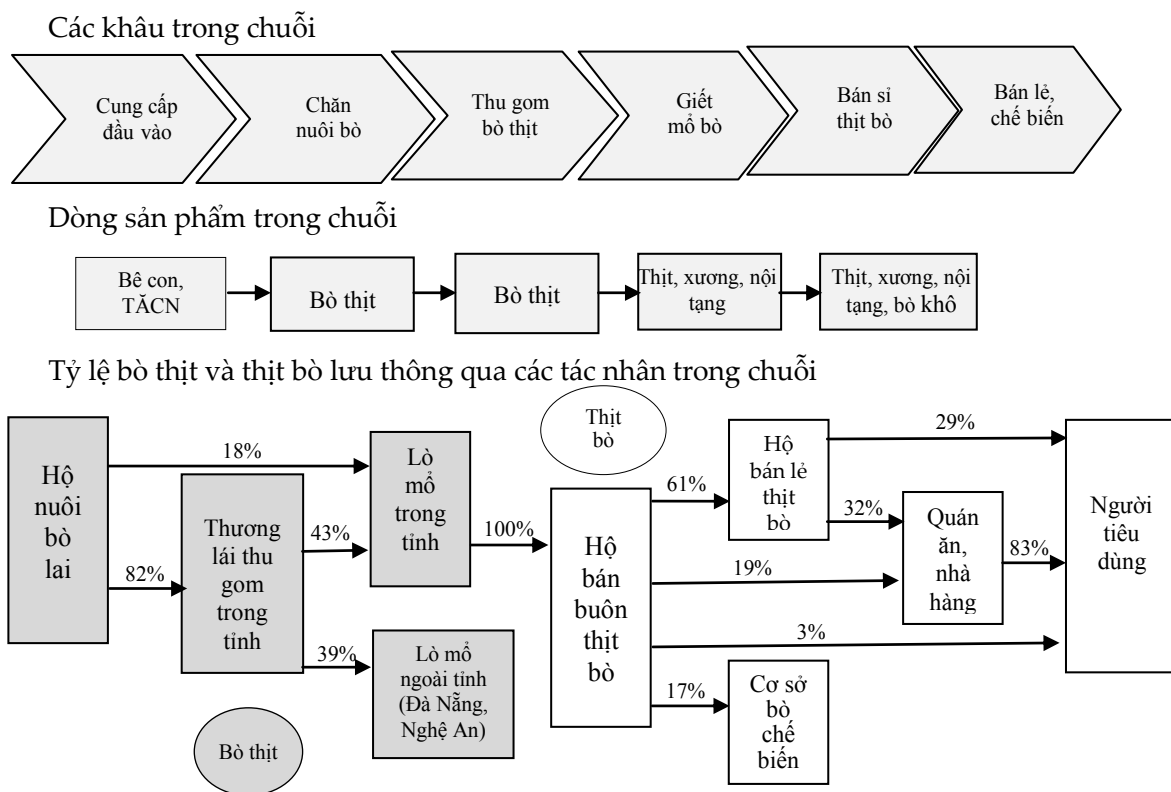 Các khâu trong chuỗi
Cung cấp
đầu vào
Chăn
nuôi bò
Thu gom
bò thịt
Giết
mổ bò
Bán sỉ
thịt bò
Bán lẻ,
chế biến
Dòng sản phẩm trong chuỗi
Bê con,
TĂCN
Bò thịt
Bò thịt
Thịt, xương, nội
tạng
Thịt, xương, nội
tạng, bò khô
Tỷ lệ bò thịt và thịt bò lưu thông qua các tác nhân trong chuỗi
Hộ
nuôi
bò
lai
18%
82%
Thương
lái thu
gom
trong
tỉnh
43%
39%
Lò
mổ
trong
tỉnh
Lò mổ
ngoài tỉnh
(Đà Nẵng,
Nghệ An)
Bò thịt
100%
Thịt
bò
Hộ
bán
buôn
thịt
bò
61%
19%
3%
17%
Hộ
bán lẻ
thịt
bò
29%
32%
Quán
ăn,
nhà
hàng
83%
Cơ sở
bò
chế
biến
Người
tiêu
dùng